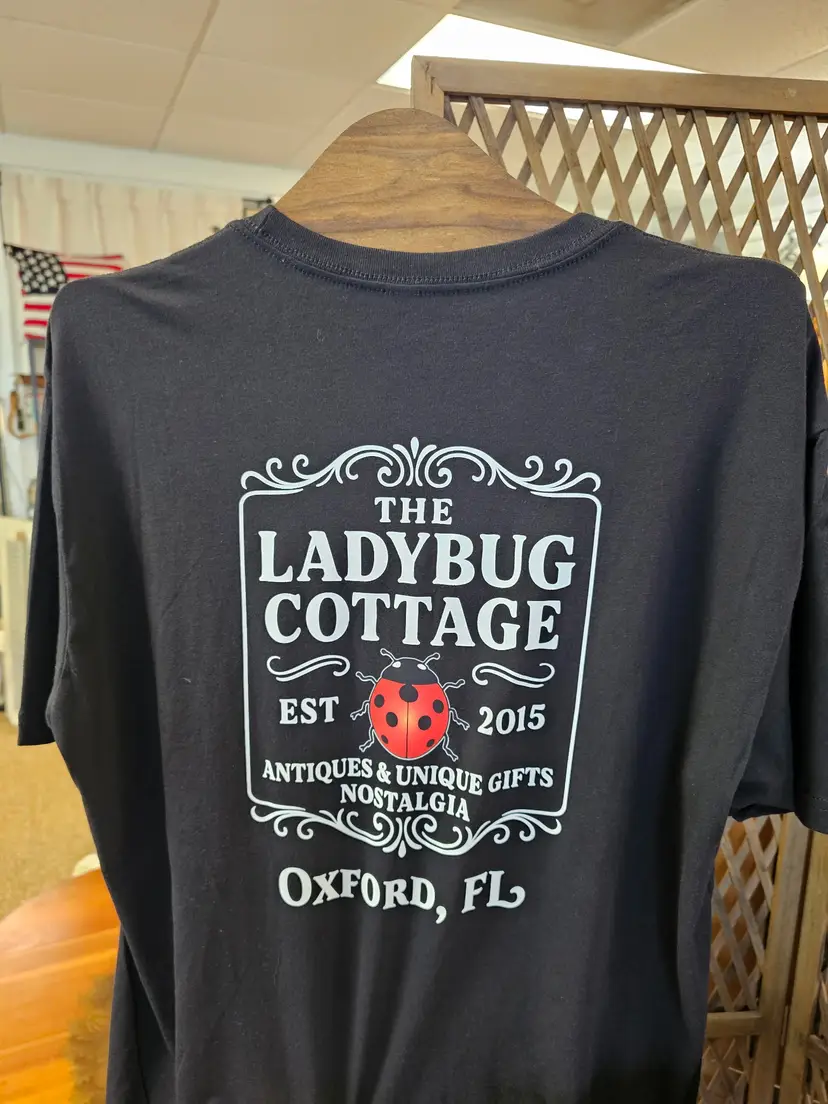 THE
LADYBUG
COTTAGE
EST 2015
ANTIQUES & UNIQUE GIFTS
NOSTALGIA
OXFORD, FL